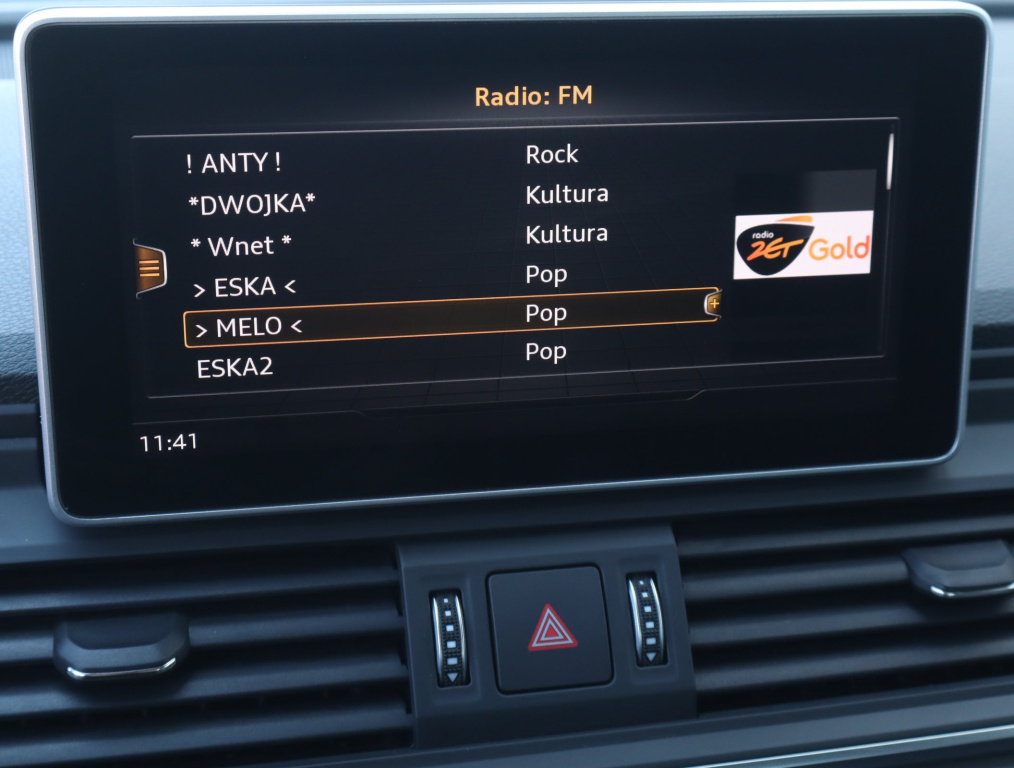 Radio: FM
! ANTY ! Rock
*DWOJKA* Kultura
* Wnet * Kultura
> ESKA < Pop
> MELO < Pop
ESKA2 Pop
radio
ZET Gold
11:41